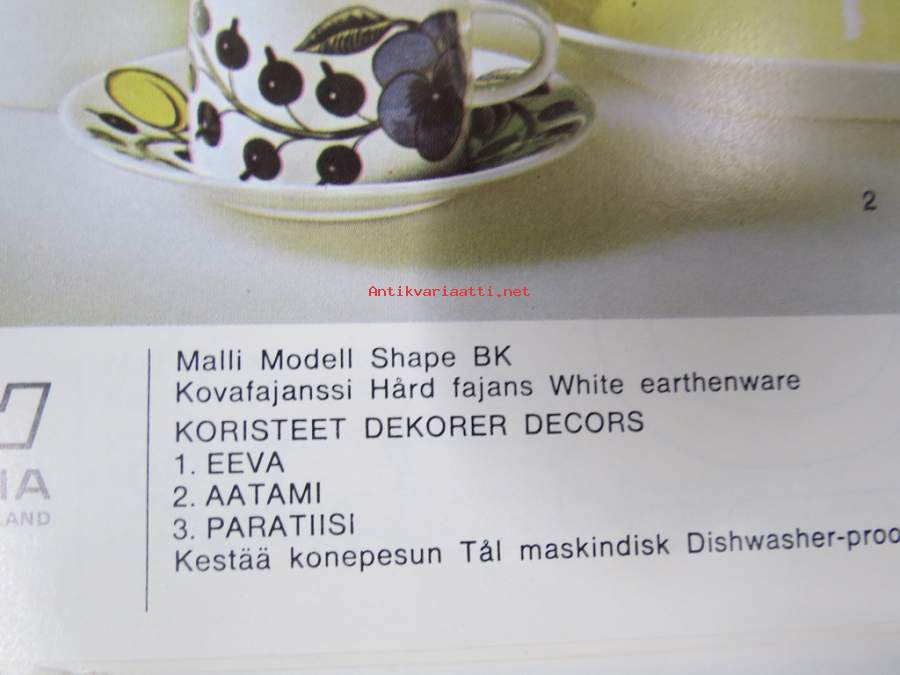 2
Antikvariaatti.net
Malli Modell Shape BK
Kovafajanssi Hård fajans White earthenware
KORISTEET DEKORER DECORS
1. EEVA
2. AATAMI
3. PARATIISI
Kestää konepesun Tål maskindisk Dishwasher-proo
IA
LAND